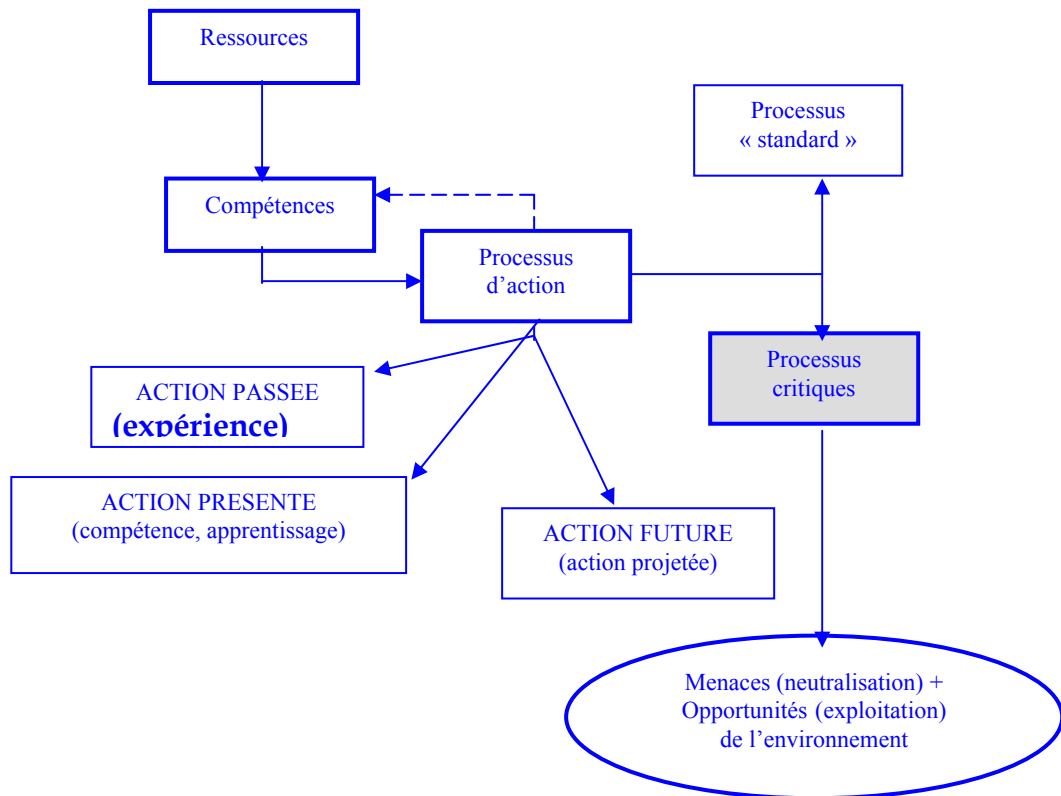 Ressources
Processus
« standard »
Compétences
Processus
d’action
Processus
critiques
ACTION PASSEE
(expérience)
ACTION PRESENTE
(compétence, apprentissage)
ACTION FUTURE
(action projetée)
Menaces (neutralisation) +
Opportunités (exploitation)
de l’environnement